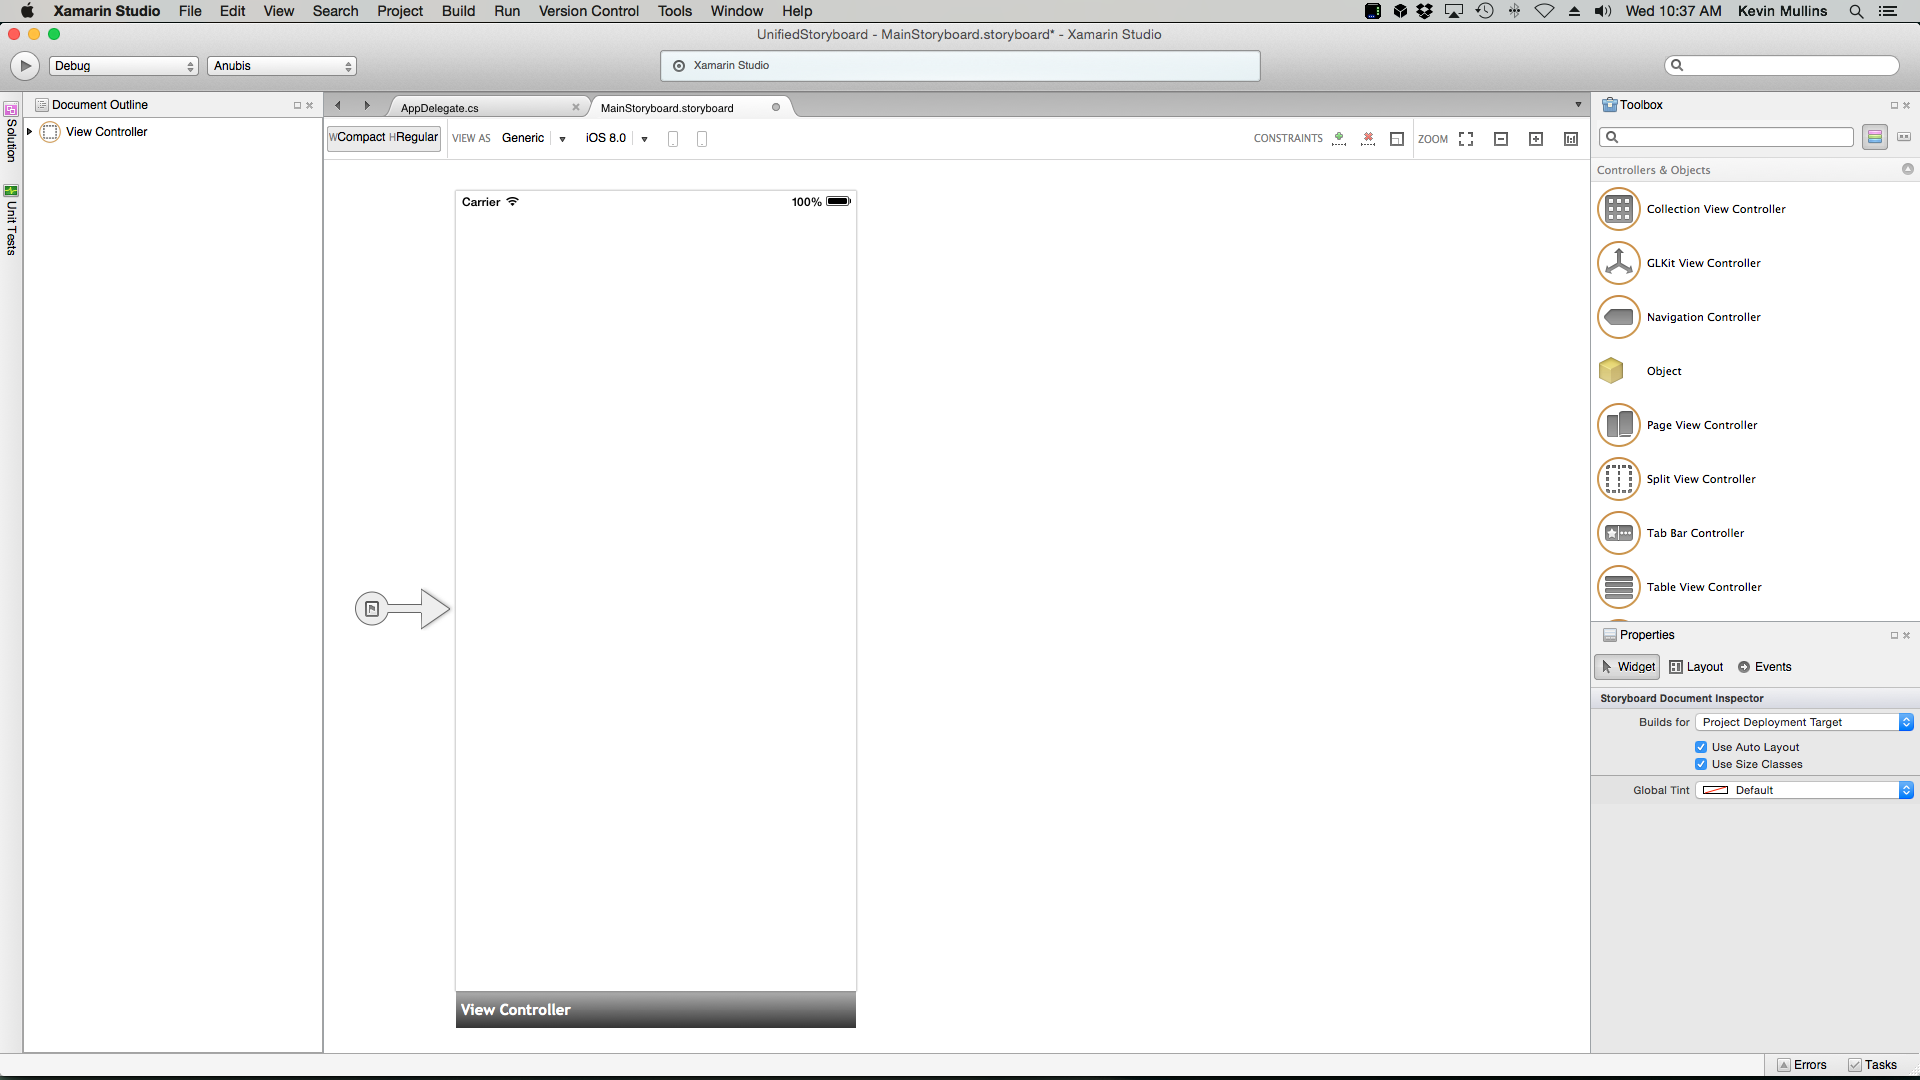 Xamarin Studio File Edit View Search Project Build Run Version Control Tools Window Help Wed 10:37 AM Kevin Mullins
UnifiedStoryboard - MainStoryboard.storyboard* - Xamarin Studio
Debug Anubis Xamarin Studio
Solution
Unit Tests
Document Outline
View Controller
AppDelegate.cs MainStoryboard.storyboard
wCompact HRegular VIEW AS Generic iOS 8.0 CONSTRAINTS ZOOM
Carrier 100%
View Controller
Toolbox
Controllers & Objects
Collection View Controller
GLKit View Controller
Navigation Controller
Object
Page View Controller
Split View Controller
Tab Bar Controller
Table View Controller
Properties
Widget Layout Events
Storyboard Document Inspector
Builds for Project Deployment Target
Use Auto Layout
Use Size Classes
Global Tint Default
Errors Tasks